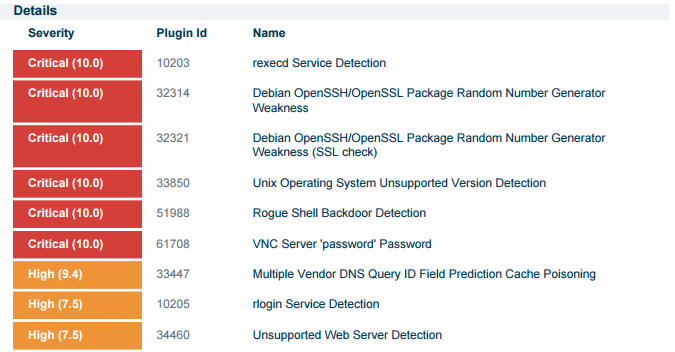 Details
Severity Plugin Id Name
Critical (10.0) 10203 rexecd Service Detection
Critical (10.0) 32314 Debian OpenSSH/OpenSSL Package Random Number Generator
Weakness
Critical (10.0) 32321 Debian OpenSSH/OpenSSL Package Random Number Generator
Weakness (SSL check)
Critical (10.0) 33850 Unix Operating System Unsupported Version Detection
Critical (10.0) 51988 Rogue Shell Backdoor Detection
Critical (10.0) 61708 VNC Server 'password' Password
High (9.4) 33447 Multiple Vendor DNS Query ID Field Prediction Cache Poisoning
High (7.5) 10205 rlogin Service Detection
High (7.5) 34460 Unsupported Web Server Detection